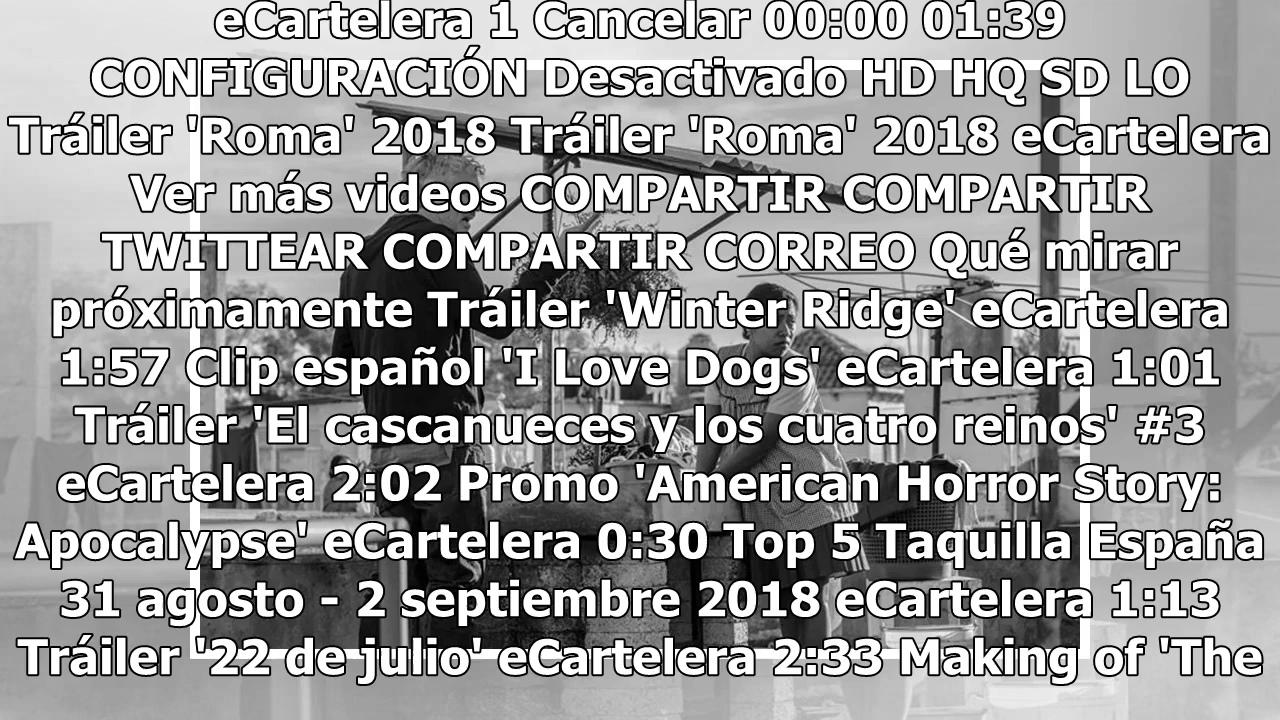 eCartelera 1 Cancelar 00:00 01:39
CONFIGURACIÓN Desactivado HD HQ SD LO
Tráiler 'Roma' 2018 Tráiler 'Roma' 2018 eCartelera
Ver más videos COMPARTIR COMPARTIR
TWITTEAR COMPARTIR CORREO Qué mirar
próximamente Tráiler 'Winter Ridge' eCartelera
1:57 Clip español 'I Love Dogs' eCartelera 1:01
Tráiler 'El cascanueces y los cuatro reinos' #3
eCartelera 2:02 Promo 'American Horror Story:
Apocalypse' eCartelera 0:30 Top 5 Taquilla España
31 agosto - 2 septiembre 2018 eCartelera 1:13
Tráiler '22 de julio' eCartelera 2:33 Making of 'The